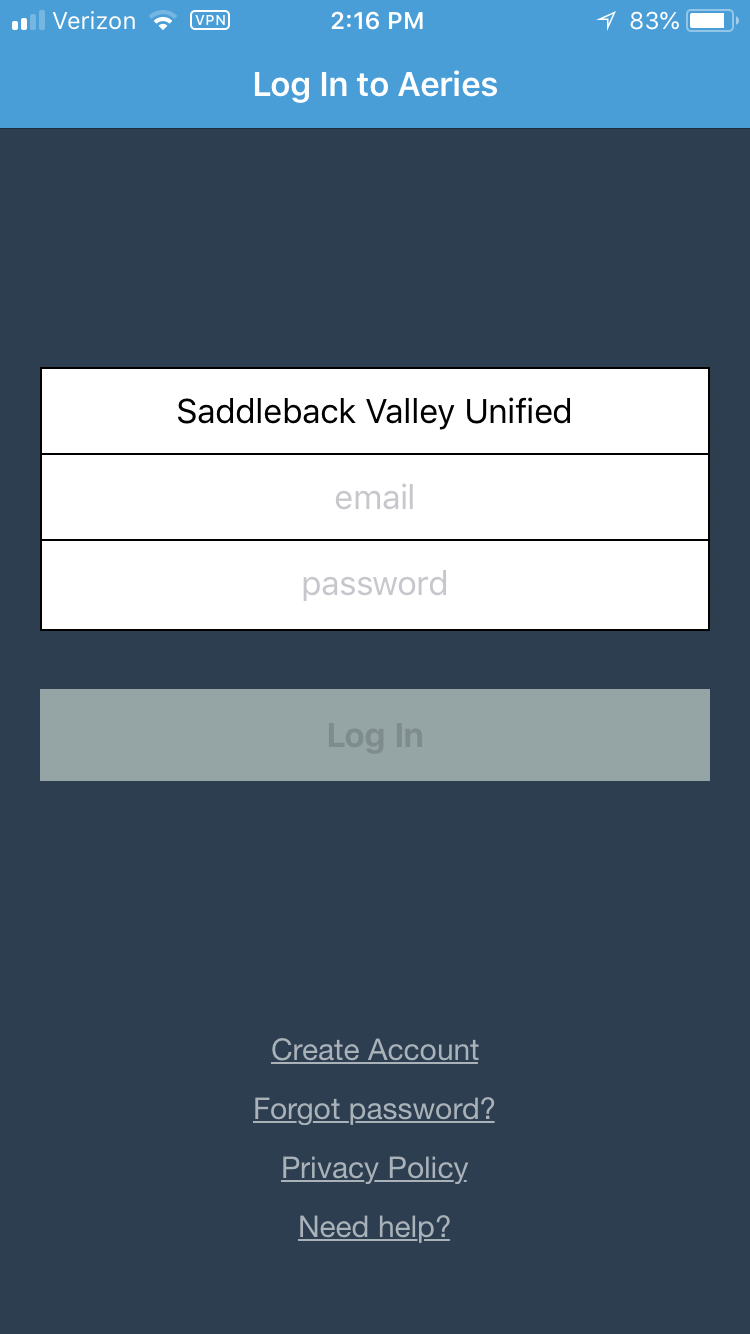 Verizon VPN 2:16 PM 83%
Log In to Aeries
Saddleback Valley Unified
email
password
Log In
Create Account
Forgot password?
Privacy Policy
Need help?